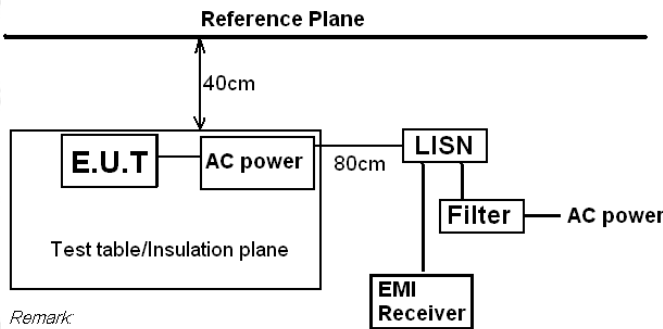 Reference Plane
40cm
E.U.T
AC power
80cm
LISN
Filter
AC power
Test table/Insulation plane
EMI
Receiver
Remark: